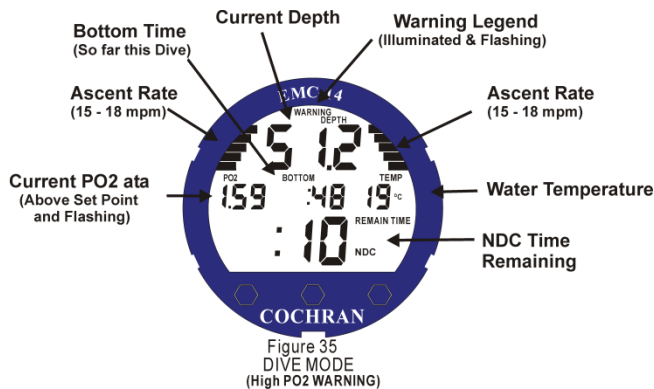 Current Depth
Bottom Time
(So far this Dive)
Warning Legend
(Illuminated & Flashing)
Ascent Rate
(15 - 18 mpm)
Ascent Rate
(15 - 18 mpm)
EMC-14
WARNING
DEPTH
51.2
PO2 BOTTOM TEMP
1.59 :48 19 °C
Current PO2 ata
(Above Set Point
and Flashing)
Water Temperature
REMAIN TIME
:10 NDC
NDC Time
Remaining
COCHRAN
Figure 35
DIVE MODE
(High PO2 WARNING)